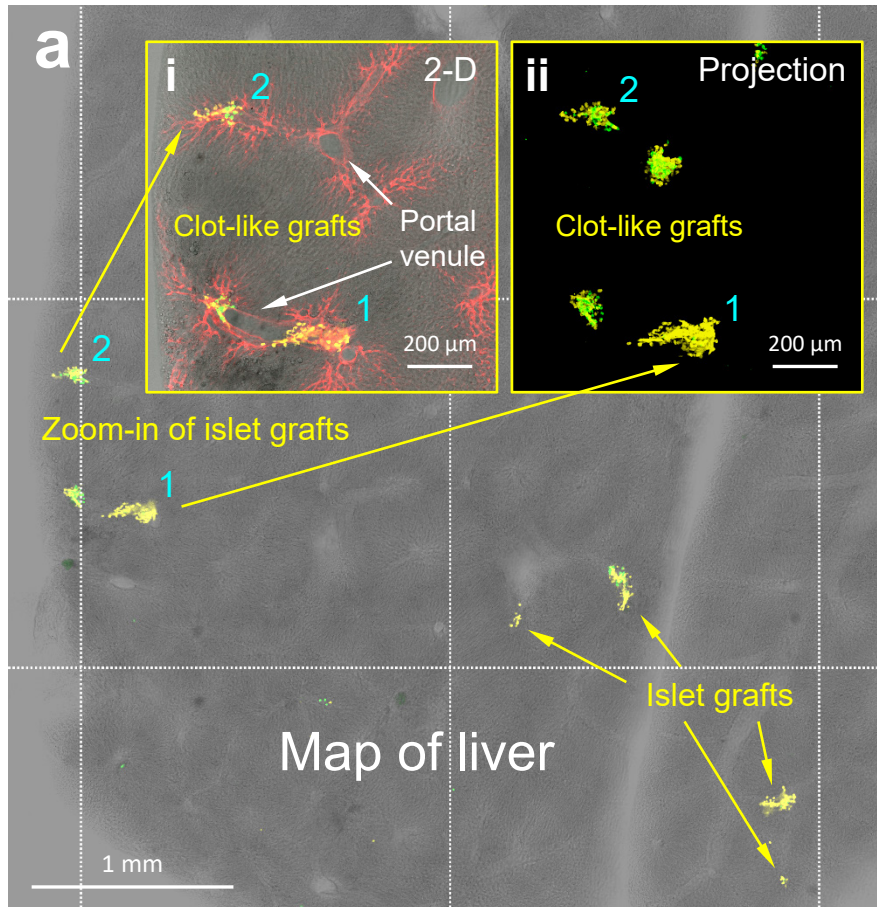 a
i
2
2-D
Clot-like grafts
Portal
venule
1
200 μm
ii
Projection
2
Clot-like grafts
1
200 μm
2
Zoom-in of islet grafts
1
Islet grafts
Map of liver
1 mm